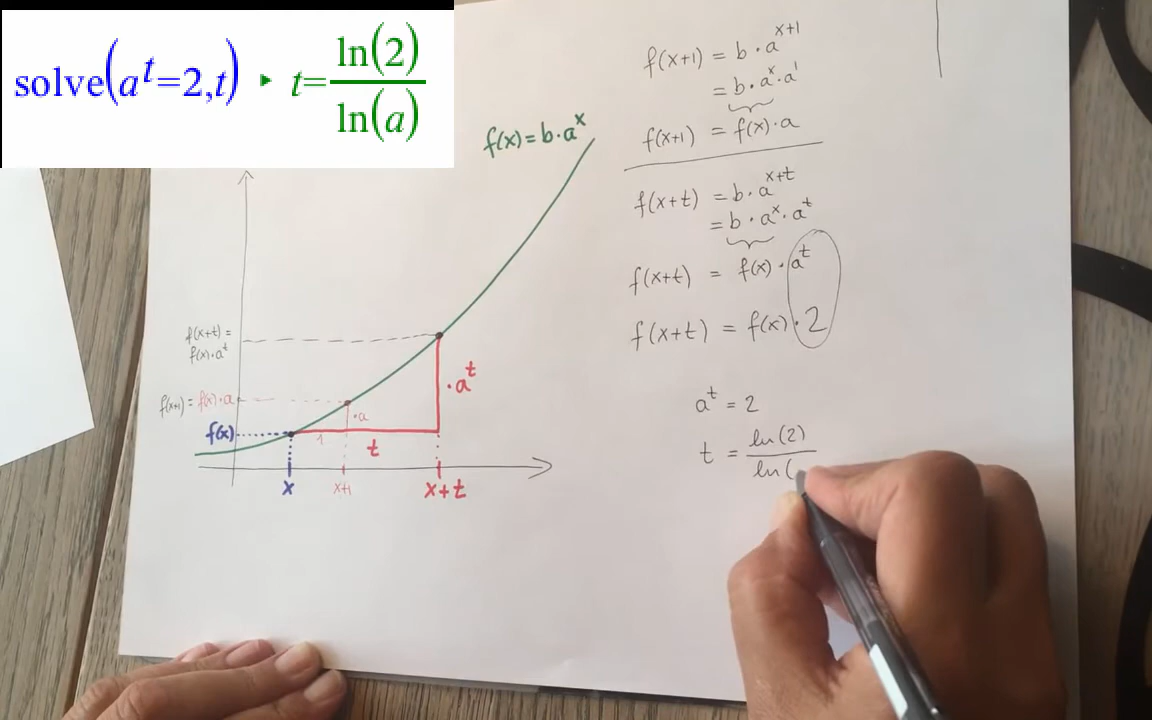 solve(a^t=2,t) ▸ t=ln(2)/ln(a)
f(x)=b·a^x
f(x+t)=
f(x)·a^t
f(x+1)=f(x)·a
f(x)
1
·a
t
·a^t
x
x+1
x+t
f(x+1) = b·a^{x+1}
= b·a^x·a^1
f(x+1) = f(x)·a
f(x+t) = b·a^{x+t}
= b·a^x·a^t
f(x+t) = f(x)·a^t
f(x+t) = f(x)·2
a^t = 2
t = ln(2)/ln(